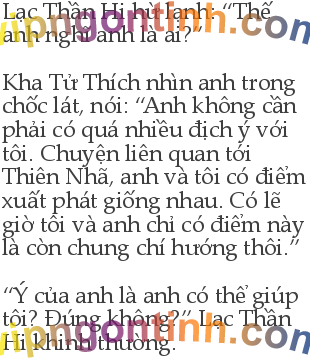 Lạc Thần Hi hừ lạnh: “Thế
anh nghĩ anh là ai?”
vipngontinh.com
Kha Tử Thích nhìn anh trong
chốc lát, nói: “Anh không cần
phải có quá nhiều địch ý với
tôi. Chuyện liên quan tới
Thiên Nhã, anh và tôi có điểm
xuất phát giống nhau. Có lẽ
giờ tôi và anh chỉ có điểm này
là còn chung chí hướng thôi.”
“Ý của anh là anh có thể giúp
tôi? Đúng không?” Lạc Thần
Hi khinh thường.
vipngontinh.com